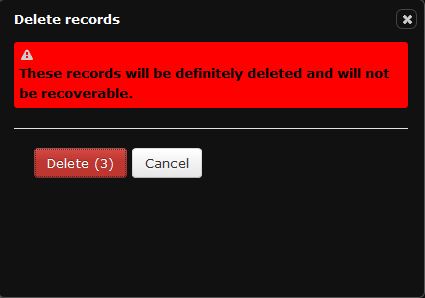 Delete records
These records will be definitely deleted and will not
be recoverable.
Delete (3) Cancel